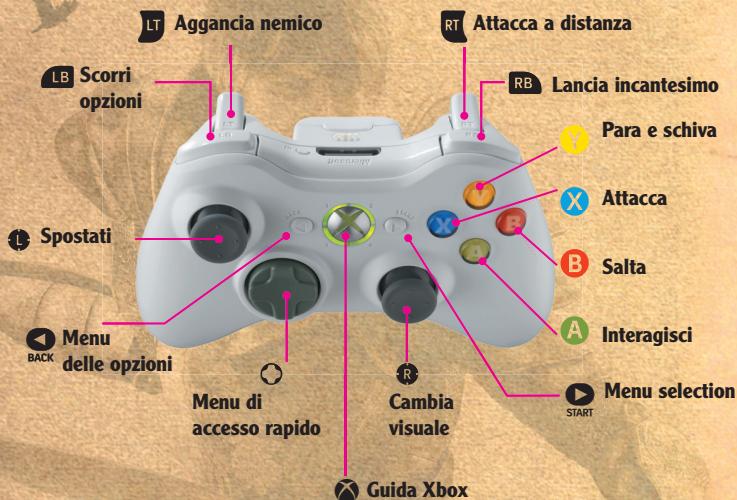 LT Aggancia nemico
RT Attacca a distanza
LB Scorri
opzioni
RB Lancia incantesimo
Y Para e schiva
X Attacca
L Spostati
B Salta
A Interagisci
BACK
Menu
delle opzioni
START
Menu selection
Menu di
accesso rapido
R
Cambia
visuale
Guida Xbox